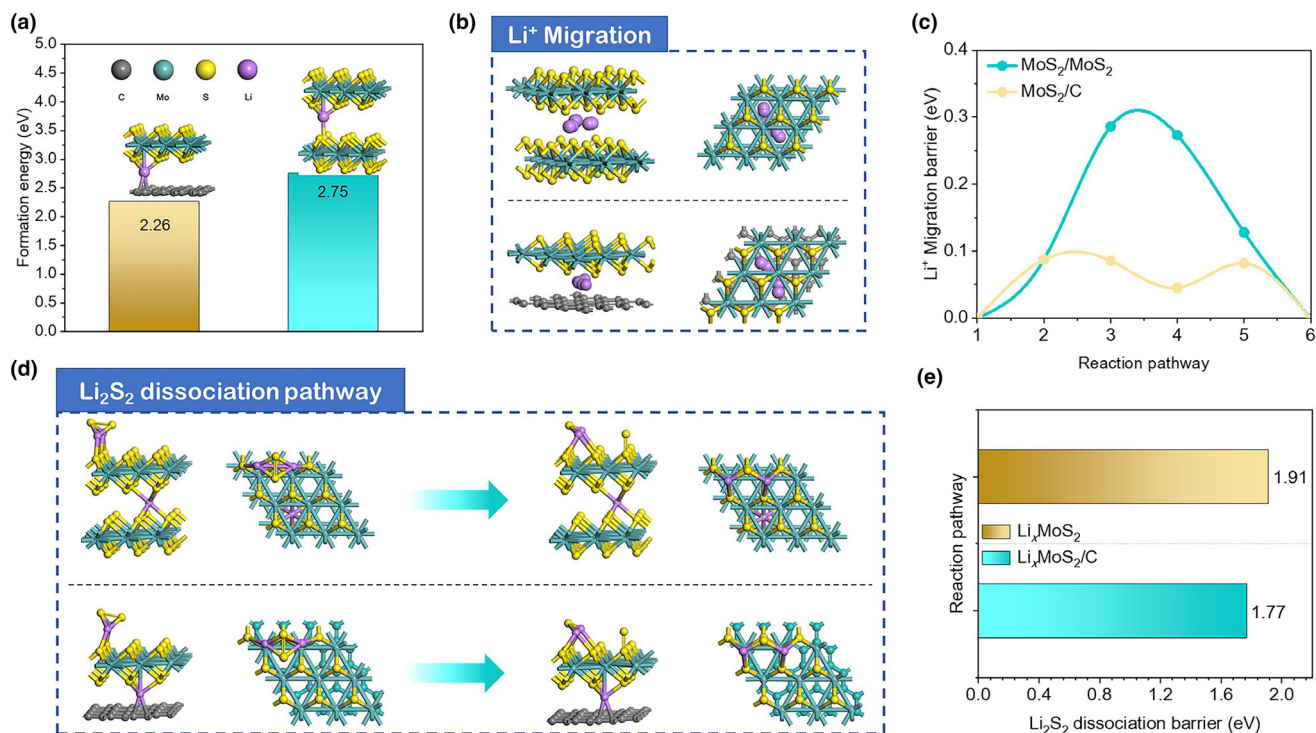 (a)
5.0
4.5
4.0
3.5
3.0
2.5
2.0
1.5
1.0
0.5
0.0
Formation energy (eV)
C Mo S Li
2.26
2.75
(b)
Li⁺ Migration
(c)
0.4
0.3
0.2
0.1
0.0
Li⁺ Migration barrier (eV)
MoS₂/MoS₂
MoS₂/C
1 2 3 4 5 6
Reaction pathway
(d)
Li₂S₂ dissociation pathway
(e)
Reaction pathway
1.91
LiₓMoS₂
LiₓMoS₂/C
1.77
0.0 0.4 0.8 1.2 1.6 2.0
Li₂S₂ dissociation barrier (eV)